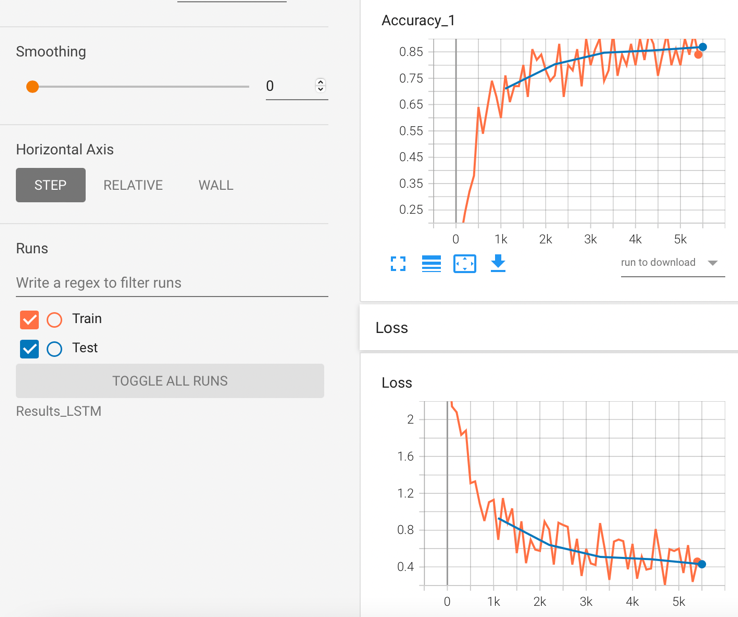 Smoothing
0
Horizontal Axis
STEP RELATIVE WALL
Runs
Write a regex to filter runs
Train
Test
TOGGLE ALL RUNS
Results_LSTM
Accuracy_1
0.85
0.75
0.65
0.55
0.45
0.35
0.25
0 1k 2k 3k 4k 5k
run to download
Loss
Loss
2
1.6
1.2
0.8
0.4
0 1k 2k 3k 4k 5k